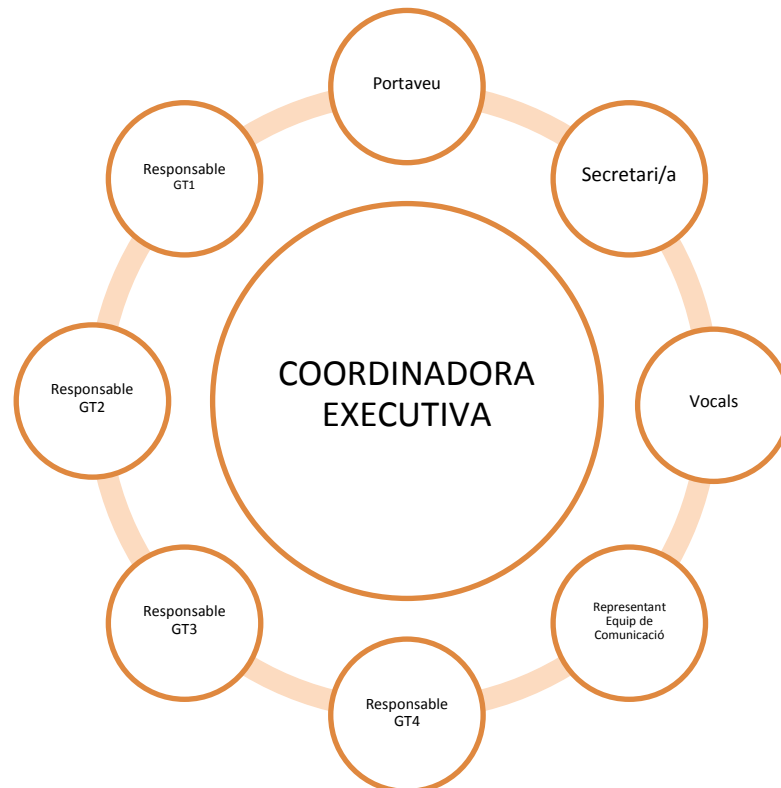 Portaveu
Secretari/a
Vocals
Representant
Equip de
Comunicació
Responsable
GT4
Responsable
GT3
Responsable
GT2
Responsable
GT1
COORDINADORA
EXECUTIVA